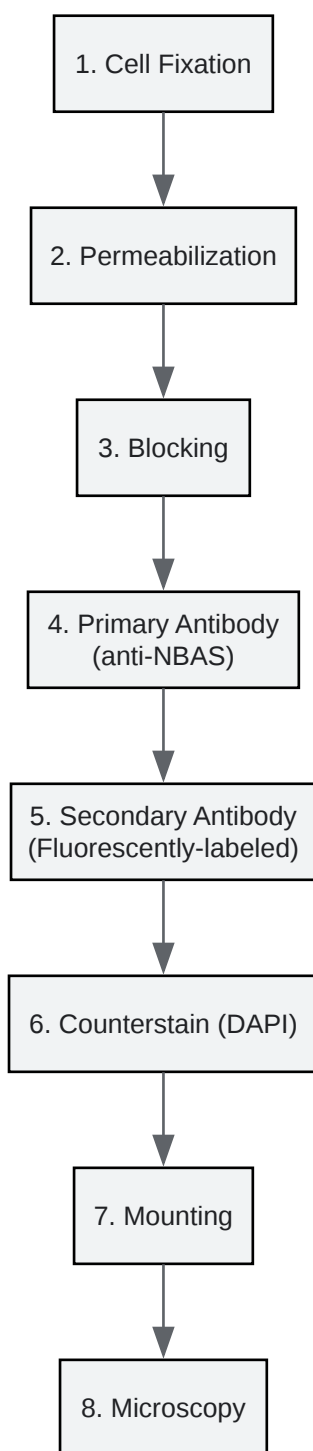 1. Cell Fixation
2. Permeabilization
3. Blocking
4. Primary Antibody
(anti-NBAS)
5. Secondary Antibody
(Fluorescently-labeled)
6. Counterstain (DAPI)
7. Mounting
8. Microscopy